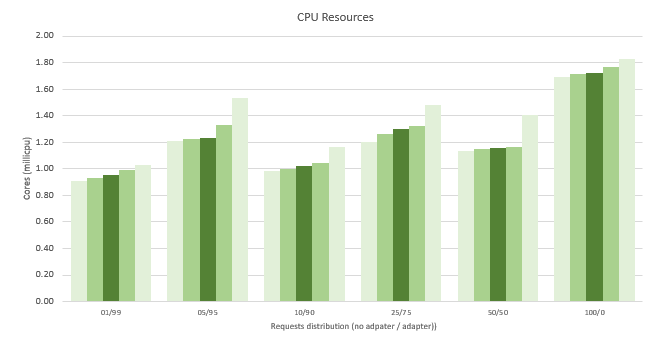 CPU Resources
2.00
1.80
1.60
1.40
1.20
1.00
0.80
0.60
0.40
0.20
0.00
Cores (millicpu)
01/99 05/95 10/90 25/75 50/50 100/0
Requests distribution (no adpater / adapter))